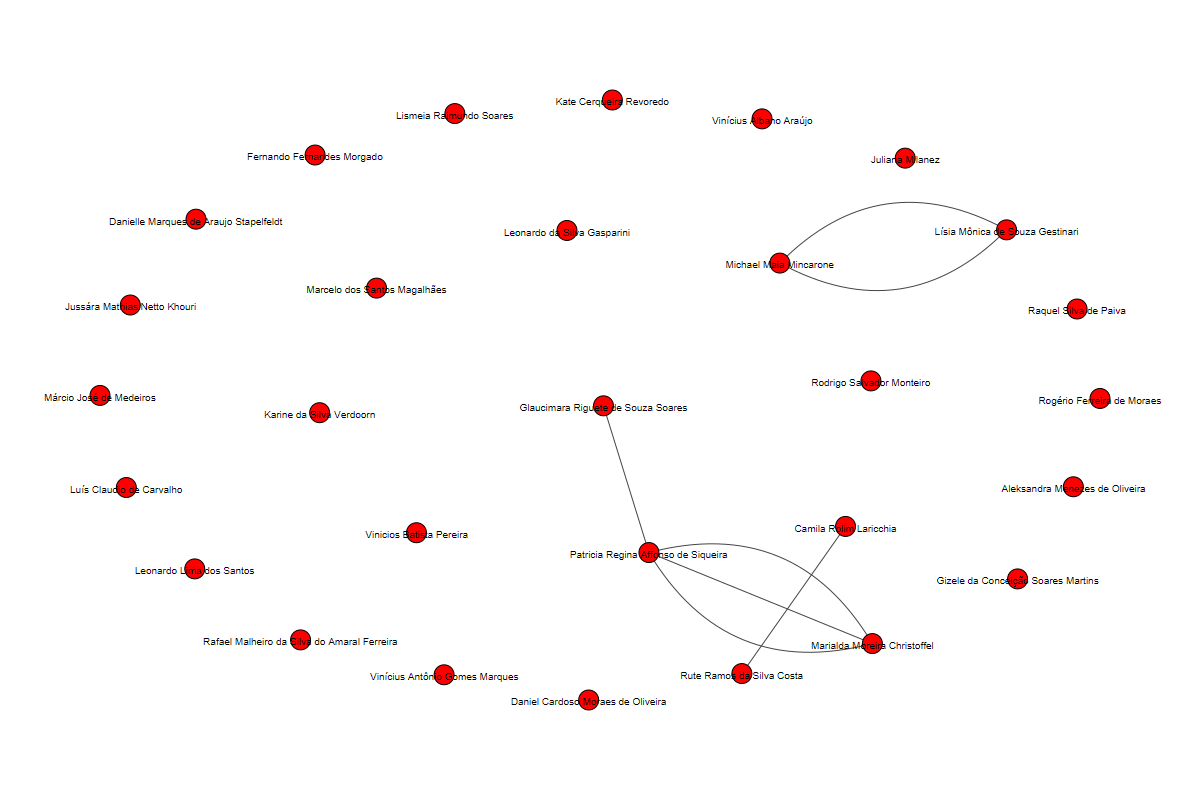 Kate Cerqueira Revoredo
Lismeia Raimundo Soares
Vinícius Albano Araújo
Fernando Fernandes Morgado
Juliana Milanez
Danielle Marques de Araujo Stapelfeldt
Leonardo da Silva Gasparini
Lísia Mônica de Souza Gestinari
Michael Maia Mincarone
Marcelo dos Santos Magalhães
Jussára Mathias Netto Khouri
Raquel Silva de Paiva
Rodrigo Salvador Monteiro
Márcio José de Medeiros
Rogério Ferreira de Moraes
Glaucimara Riguete de Souza Soares
Karine da Silva Verdoorn
Luís Claudio de Carvalho
Aleksandra Menezes de Oliveira
Camila Rolim Laricchia
Vinicios Batista Pereira
Patricia Regina Affonso de Siqueira
Leonardo Lima dos Santos
Gizele da Conceição Soares Martins
Rafael Malheiro da Silva do Amaral Ferreira
Marialda Moreira Christoffel
Vinícius Antônio Gomes Marques
Rute Ramos da Silva Costa
Daniel Cardoso Moraes de Oliveira